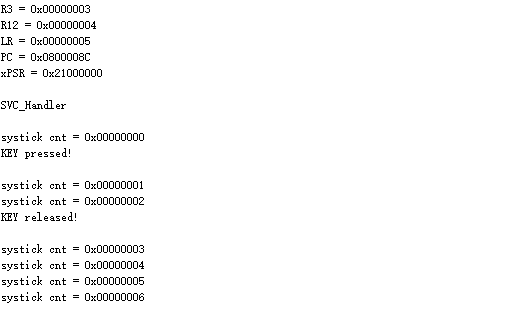 R3 = 0x00000003
R12 = 0x00000004
LR = 0x00000005
PC = 0x0800008C
xPSR = 0x21000000
SVC_Handler
systick cnt = 0x00000000
KEY pressed!
systick cnt = 0x00000001
systick cnt = 0x00000002
KEY released!
systick cnt = 0x00000003
systick cnt = 0x00000004
systick cnt = 0x00000005
systick cnt = 0x00000006